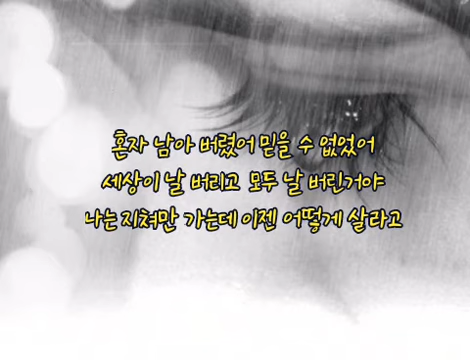 혼자 남아 버렸어 믿을 수 없었어
세상이 날 버리고 모두 날 버린거야
나는 지쳐만 가는데 이젠 어떻게 살라고